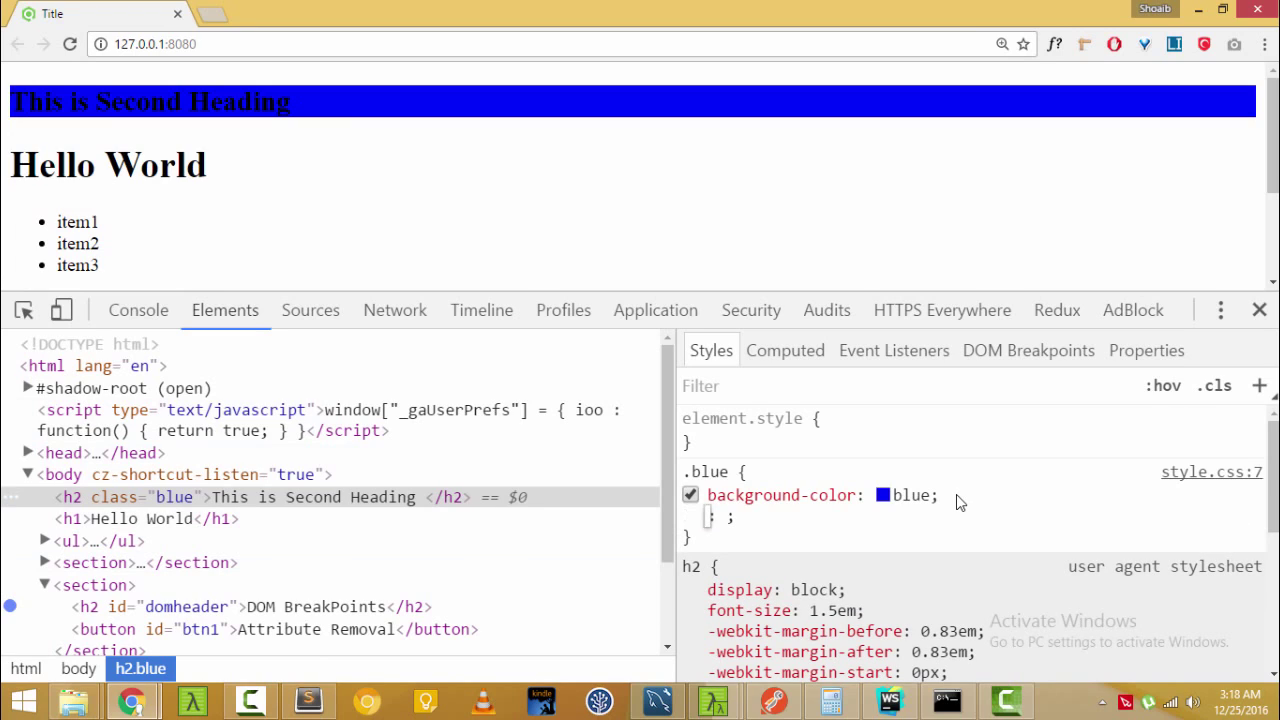 Title
Shoaib
127.0.0.1:8080
f?
This is Second Heading
Hello World
item1
item2
item3
Console Elements Sources Network Timeline Profiles Application Security Audits HTTPS Everywhere Redux AdBlock
<!DOCTYPE html>
<html lang="en">
#shadow-root (open)
<script type="text/javascript">window["_gaUserPrefs"] = { ioo :
function() { return true; } }</script>
<head>…</head>
<body cz-shortcut-listen="true">
<h2 class="blue">This is Second Heading </h2> == $0
<h1>Hello World</h1>
<ul>…</ul>
<section>…</section>
<section>
<h2 id="domheader">DOM BreakPoints</h2>
<button id="btn1">Attribute Removal</button>
</section>
html body h2.blue
Styles Computed Event Listeners DOM Breakpoints Properties
Filter :hov .cls +
element.style {
}
.blue { style.css:7
background-color: blue;
: ;
}
h2 { user agent stylesheet
display: block;
font-size: 1.5em;
-webkit-margin-before: 0.83em;
-webkit-margin-after: 0.83em;
-webkit-margin-start: 0px;
Activate Windows
Go to PC settings to activate Windows.
kindle
WS
3:18 AM
12/25/2016